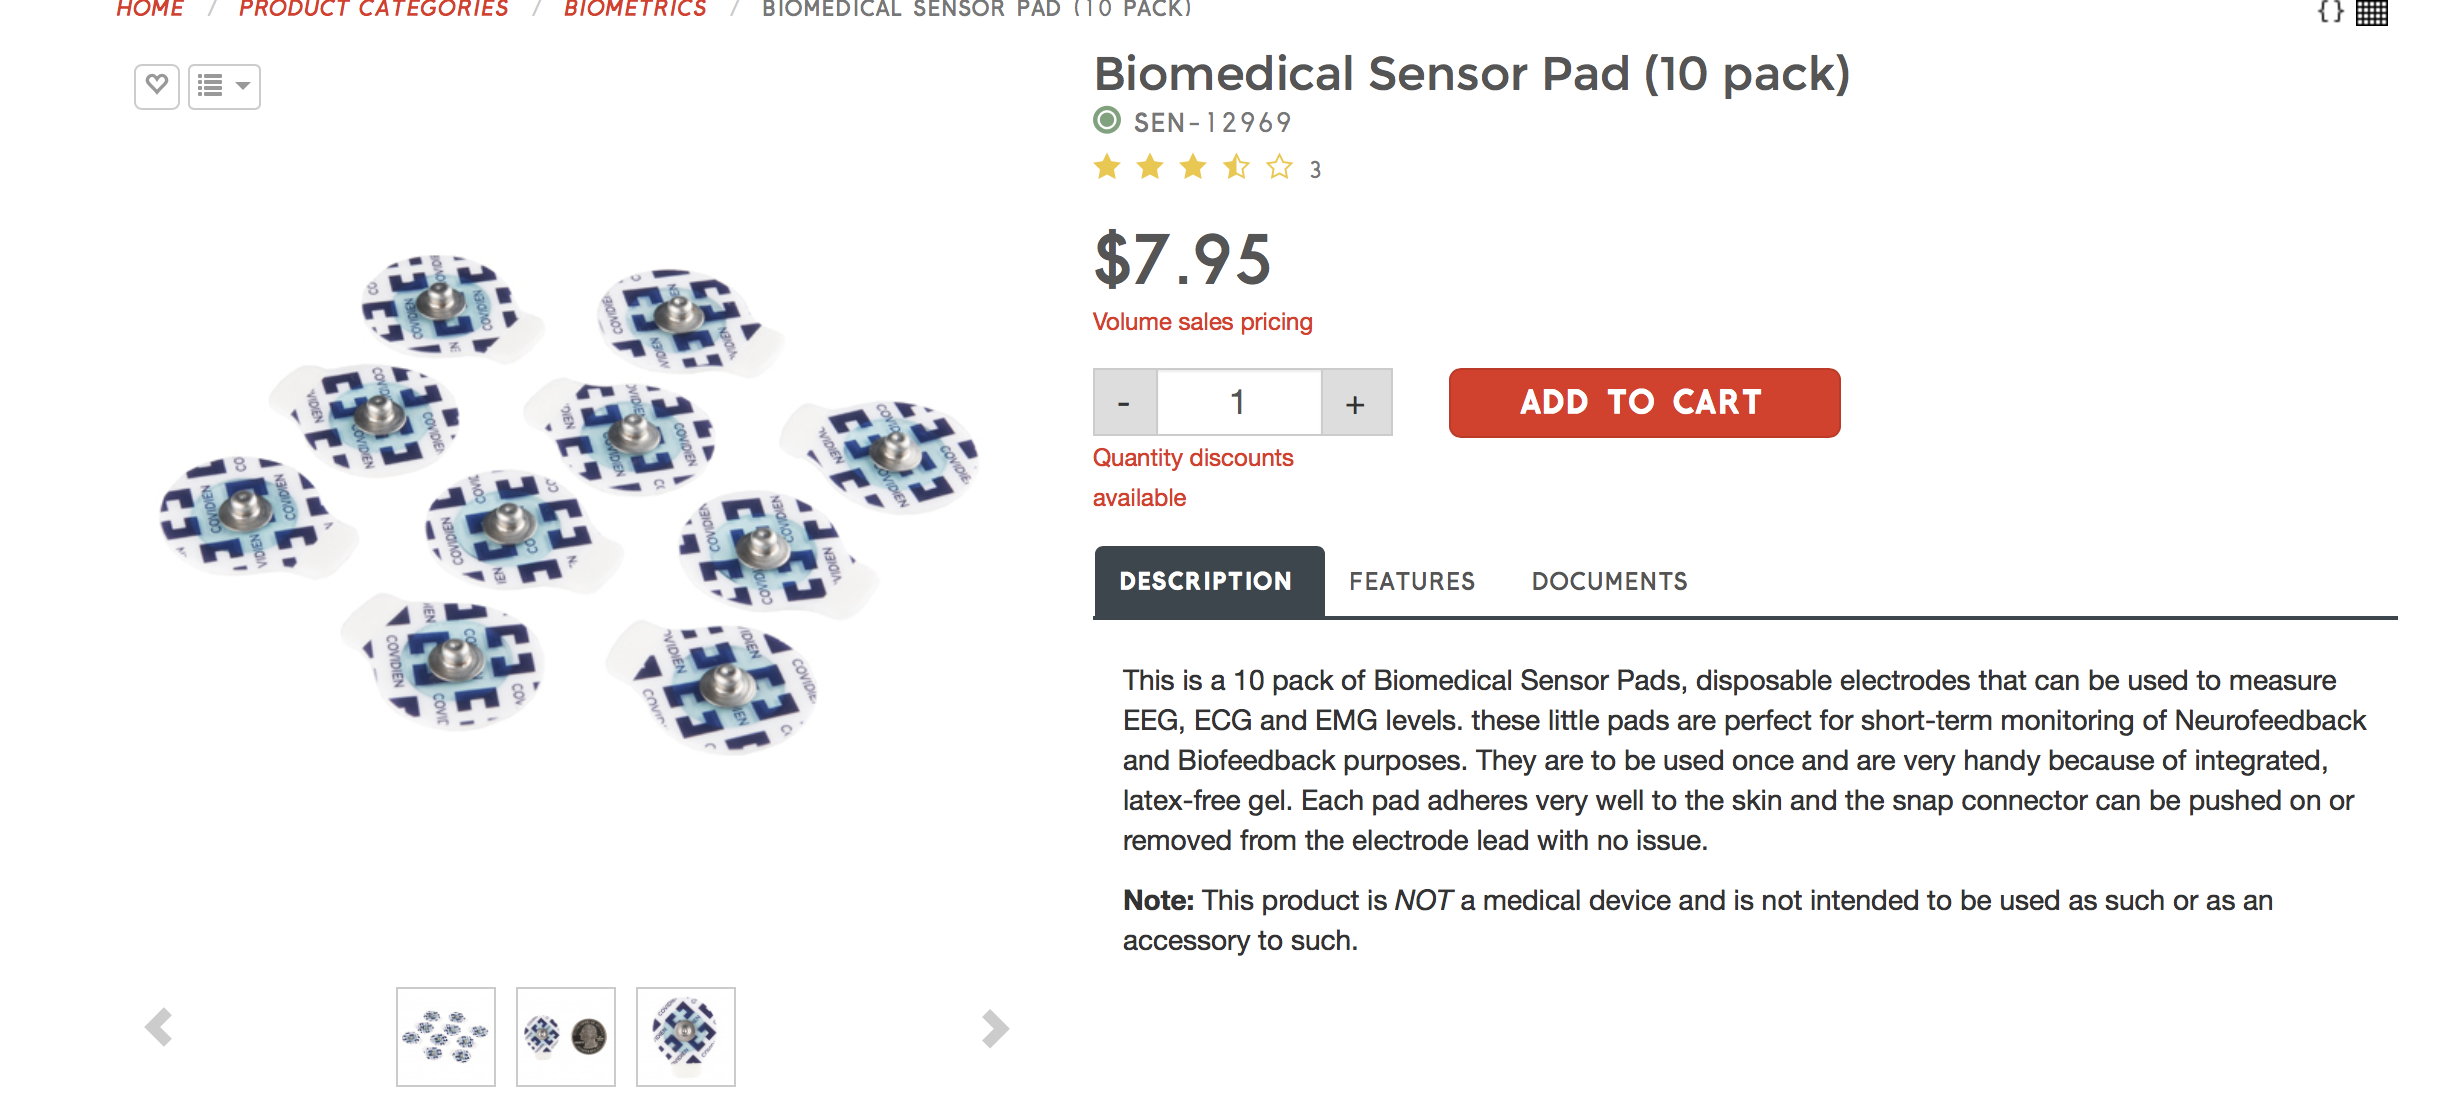 HOME / PRODUCT CATEGORIES / BIOMETRICS / BIOMEDICAL SENSOR PAD (10 PACK)
{}
Biomedical Sensor Pad (10 pack)
SEN-12969
3
$7.95
Volume sales pricing
- 1 +
ADD TO CART
Quantity discounts
available
DESCRIPTION FEATURES DOCUMENTS
This is a 10 pack of Biomedical Sensor Pads, disposable electrodes that can be used to measure
EEG, ECG and EMG levels. these little pads are perfect for short-term monitoring of Neurofeedback
and Biofeedback purposes. They are to be used once and are very handy because of integrated,
latex-free gel. Each pad adheres very well to the skin and the snap connector can be pushed on or
removed from the electrode lead with no issue.
Note: This product is NOT a medical device and is not intended to be used as such or as an
accessory to such.
COVIDIEN
COVIDIEN
COVIDIEN
COVIDIEN
COVIDIEN
COVIDIEN